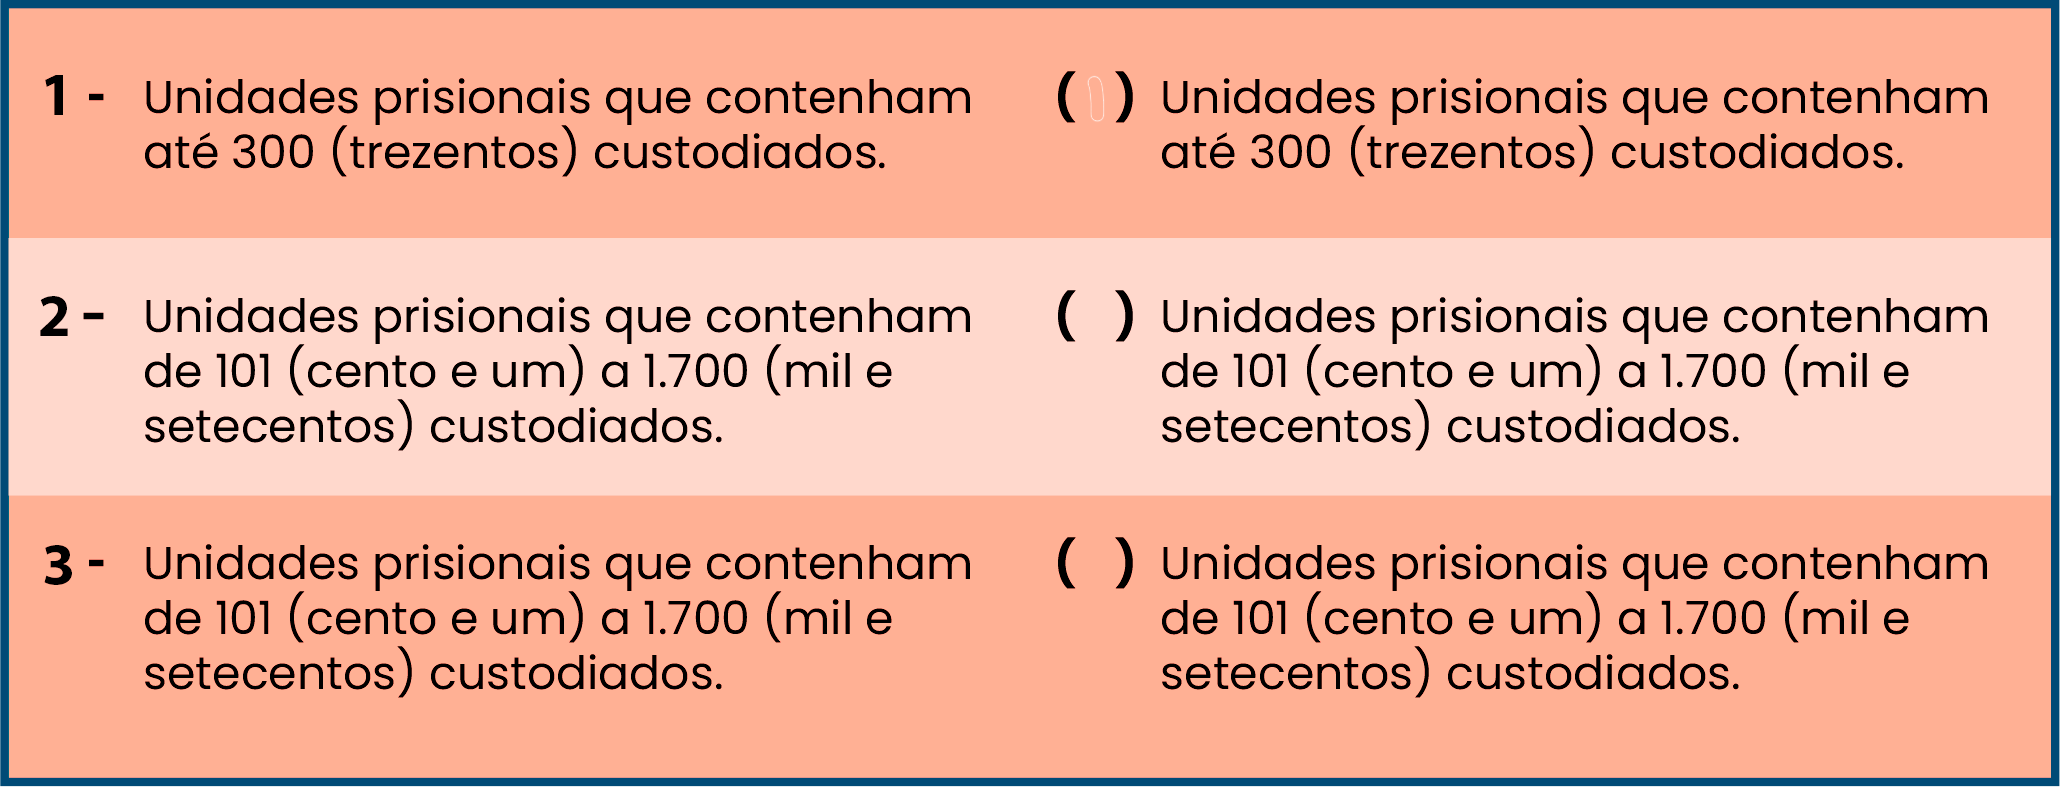 1 - Unidades prisionais que contenham
até 300 (trezentos) custodiados.
( ) Unidades prisionais que contenham
até 300 (trezentos) custodiados.
2 - Unidades prisionais que contenham
de 101 (cento e um) a 1.700 (mil e
setecentos) custodiados.
( ) Unidades prisionais que contenham
de 101 (cento e um) a 1.700 (mil e
setecentos) custodiados.
3 - Unidades prisionais que contenham
de 101 (cento e um) a 1.700 (mil e
setecentos) custodiados.
( ) Unidades prisionais que contenham
de 101 (cento e um) a 1.700 (mil e
setecentos) custodiados.